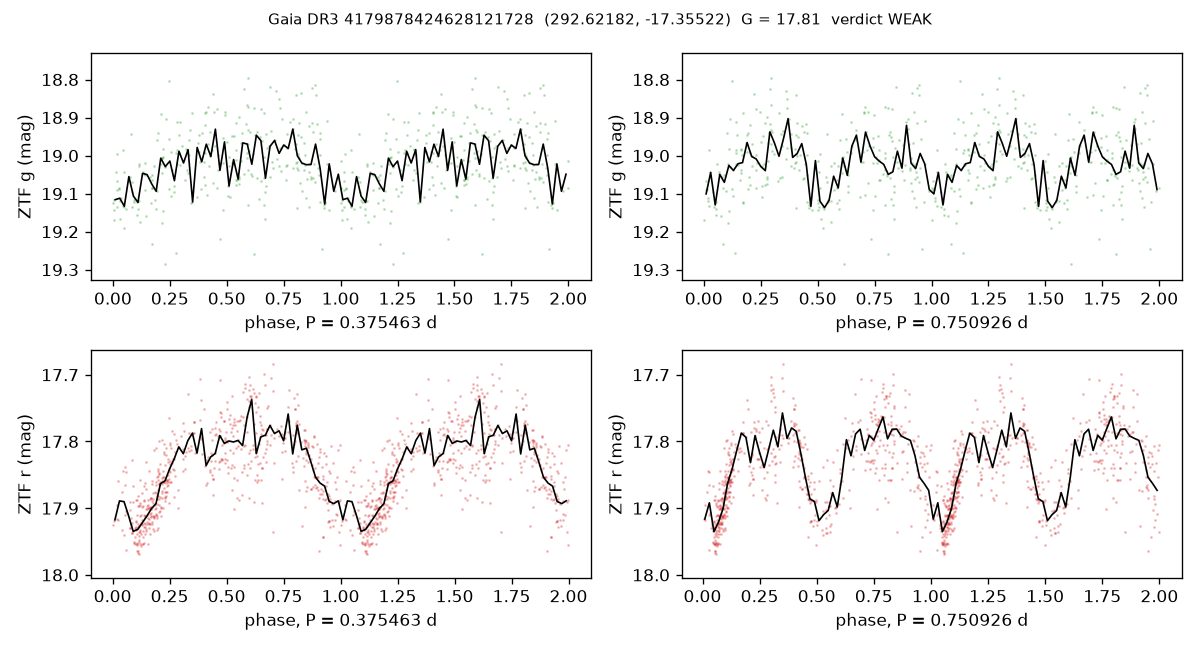 Gaia DR3 4179878424628121728 (292.62182, -17.35522) G = 17.81 verdict WEAK
ZTF g (mag)
18.8
18.9
19.0
19.1
19.2
19.3
0.00 0.25 0.50 0.75 1.00 1.25 1.50 1.75 2.00
phase, P = 0.375463 d
ZTF g (mag)
18.8
18.9
19.0
19.1
19.2
19.3
0.00 0.25 0.50 0.75 1.00 1.25 1.50 1.75 2.00
phase, P = 0.750926 d
ZTF r (mag)
17.7
17.8
17.9
18.0
0.00 0.25 0.50 0.75 1.00 1.25 1.50 1.75 2.00
phase, P = 0.375463 d
ZTF r (mag)
17.7
17.8
17.9
18.0
0.00 0.25 0.50 0.75 1.00 1.25 1.50 1.75 2.00
phase, P = 0.750926 d